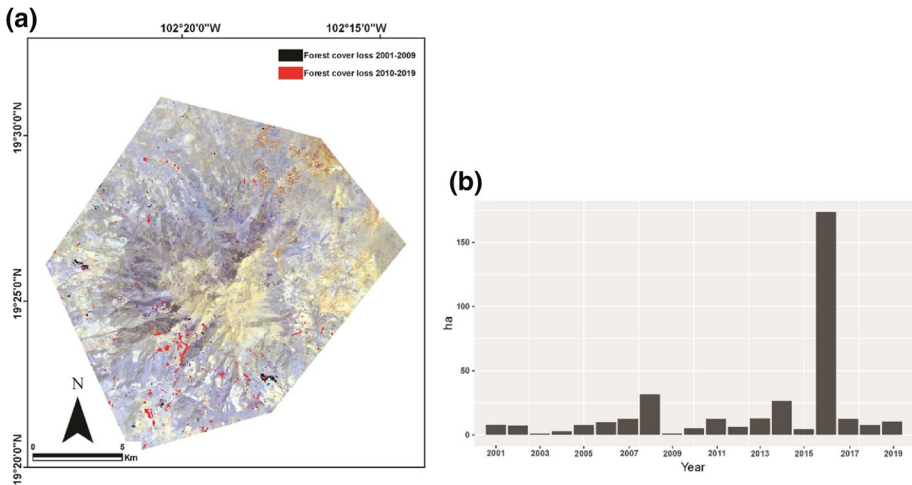 (a)
102°20'0"W
102°15'0"W
Forest cover loss 2001-2009
Forest cover loss 2010-2019
19°30'0"N
19°25'0"N
19°20'0"N
N
0
5
Km
(b)
150
100
50
0
ha
2001
2003
2005
2007
2009
2011
2013
2015
2017
2019
Year